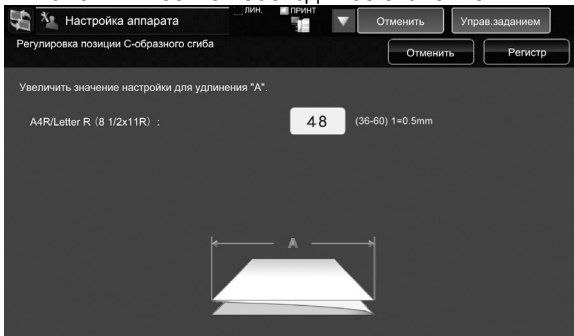 Настройка аппарата
ЛИН.
ПРИНТ
Отменить
Управ.заданием
Регулировка позиции С-образного сгиба
Отменить
Регистр
Увеличить значение настройки для удлинения "А".
A4R/Letter R (8 1/2x11R) :
48
(36-60) 1=0.5mm
A